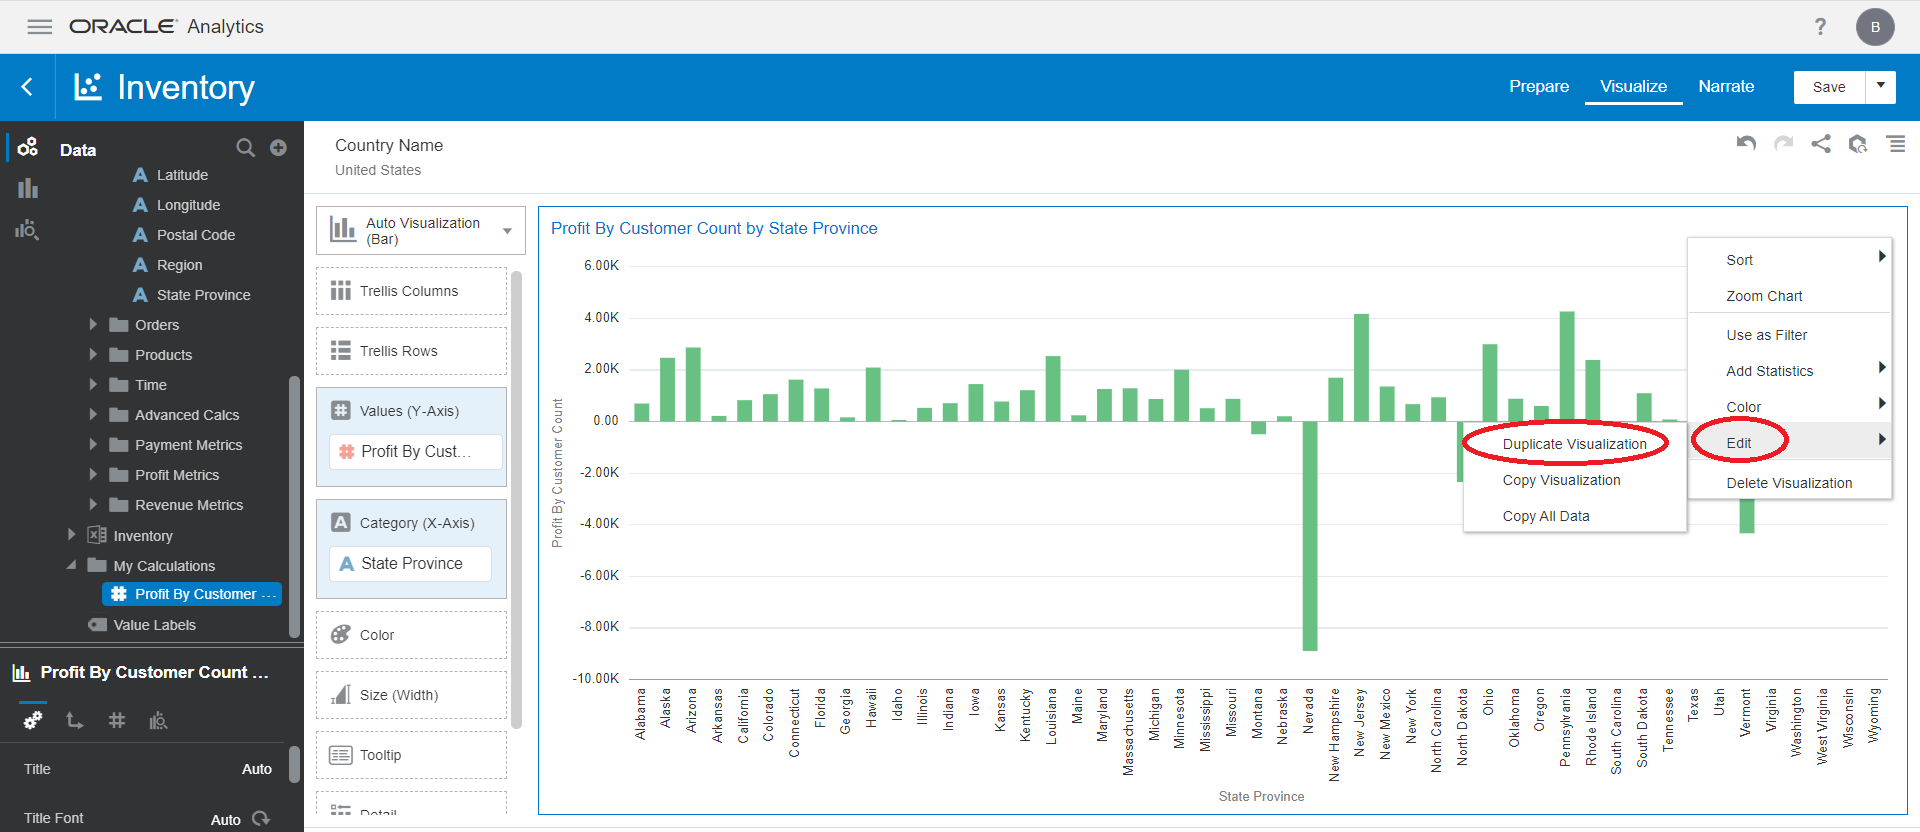 ORACLE Analytics
? B
Inventory
Prepare Visualize Narrate Save
Data
Latitude
Longitude
Postal Code
Region
State Province
Orders
Products
Time
Advanced Calcs
Payment Metrics
Profit Metrics
Revenue Metrics
Inventory
My Calculations
Profit By Customer ...
Value Labels
Profit By Customer Count ...
Title Auto
Title Font Auto
Country Name
United States
Auto Visualization
(Bar)
Trellis Columns
Trellis Rows
Values (Y-Axis)
Profit By Cust...
Category (X-Axis)
State Province
Color
Size (Width)
Tooltip
Detail
Profit By Customer Count by State Province
Profit By Customer Count
6.00K
4.00K
2.00K
0.00
-2.00K
-4.00K
-6.00K
-8.00K
-10.00K
Alabama
Alaska
Arizona
Arkansas
California
Colorado
Connecticut
Florida
Georgia
Hawaii
Idaho
Illinois
Indiana
Iowa
Kansas
Kentucky
Louisiana
Maine
Maryland
Massachusetts
Michigan
Minnesota
Mississippi
Missouri
Montana
Nebraska
Nevada
New Hampshire
New Jersey
New Mexico
New York
North Carolina
North Dakota
Ohio
Oklahoma
Oregon
Pennsylvania
Rhode Island
South Carolina
South Dakota
Tennessee
Texas
Utah
Vermont
Virginia
Washington
West Virginia
Wisconsin
Wyoming
State Province
Sort
Zoom Chart
Use as Filter
Add Statistics
Color
Edit
Delete Visualization
Duplicate Visualization
Copy Visualization
Copy All Data